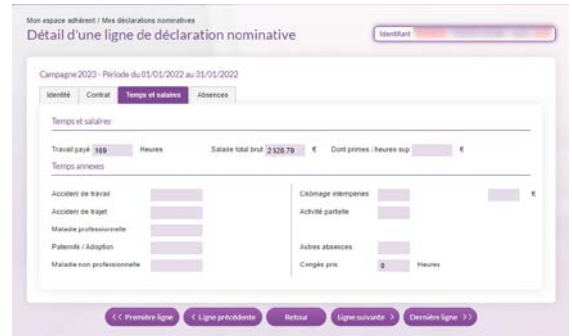 Mon espace adhérent / Mes déclarations nominatives
Détail d'une ligne de déclaration nominative
Identifiant
Campagne 2023 - Période du 01/01/2022 au 31/01/2022
Identité Contrat Temps et salaires Absences
Temps et salaires
Travail payé 169 Heures Salaire total brut 2 528.79 € Dont primes : heures sup €
Temps annexes
Accident de travail Chômage intempéries €
Accident de trajet Activité partielle
Maladie professionnelle
Paternité / Adoption Autres absences
Maladie non professionnelle Congés pris 0 Heures
<< Première ligne < Ligne précédente Retour Ligne suivante > Dernière ligne >>